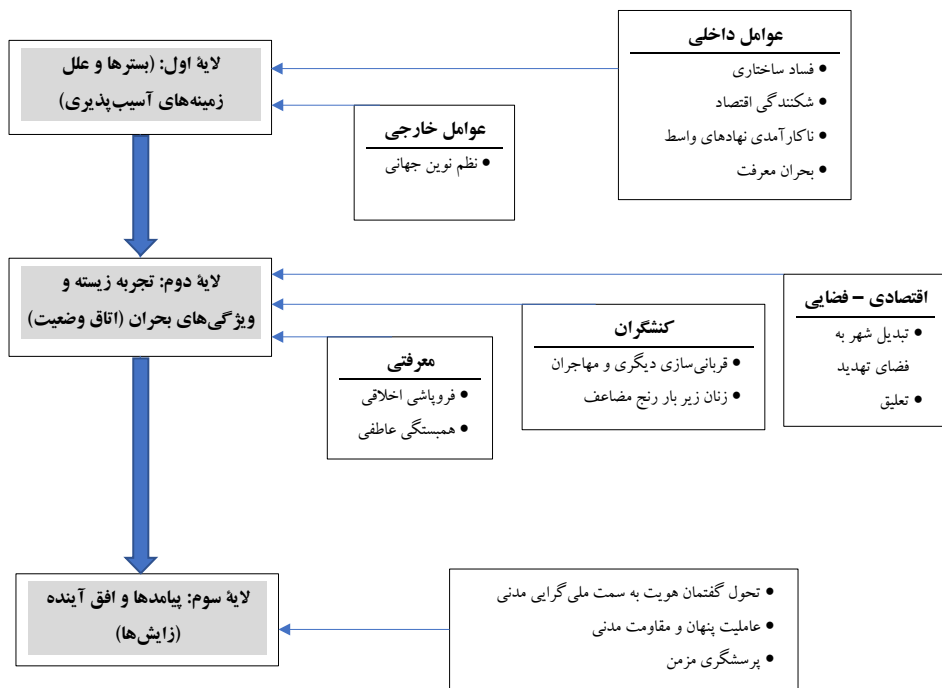 عوامل داخلی
• فساد ساختاری
• شکنندگی اقتصاد
• ناکارآمدی نهادهای واسط
• بحران معرفت
لایۀ اول: (بسترها و علل
زمینه‌های آسیب‌پذیری)
عوامل خارجی
• نظم نوین جهانی
لایۀ دوم: تجربه زیسته و
ویژگی‌های بحران (اتاق وضعیت)
اقتصادی – فضایی
• تبدیل شهر به
فضای تهدید
• تعلیق
کنشگران
• قربانی‌سازی دیگری و مهاجران
• زنان زیر بار رنج مضاعف
معرفتی
• فروپاشی اخلاقی
• همبستگی عاطفی
لایۀ سوم: پیامدها و افق آینده
(زایش‌ها)
• تحول گفتمان هویت به سمت ملی‌گرایی مدنی
• عاملیت پنهان و مقاومت مدنی
• پرسشگری مزمن